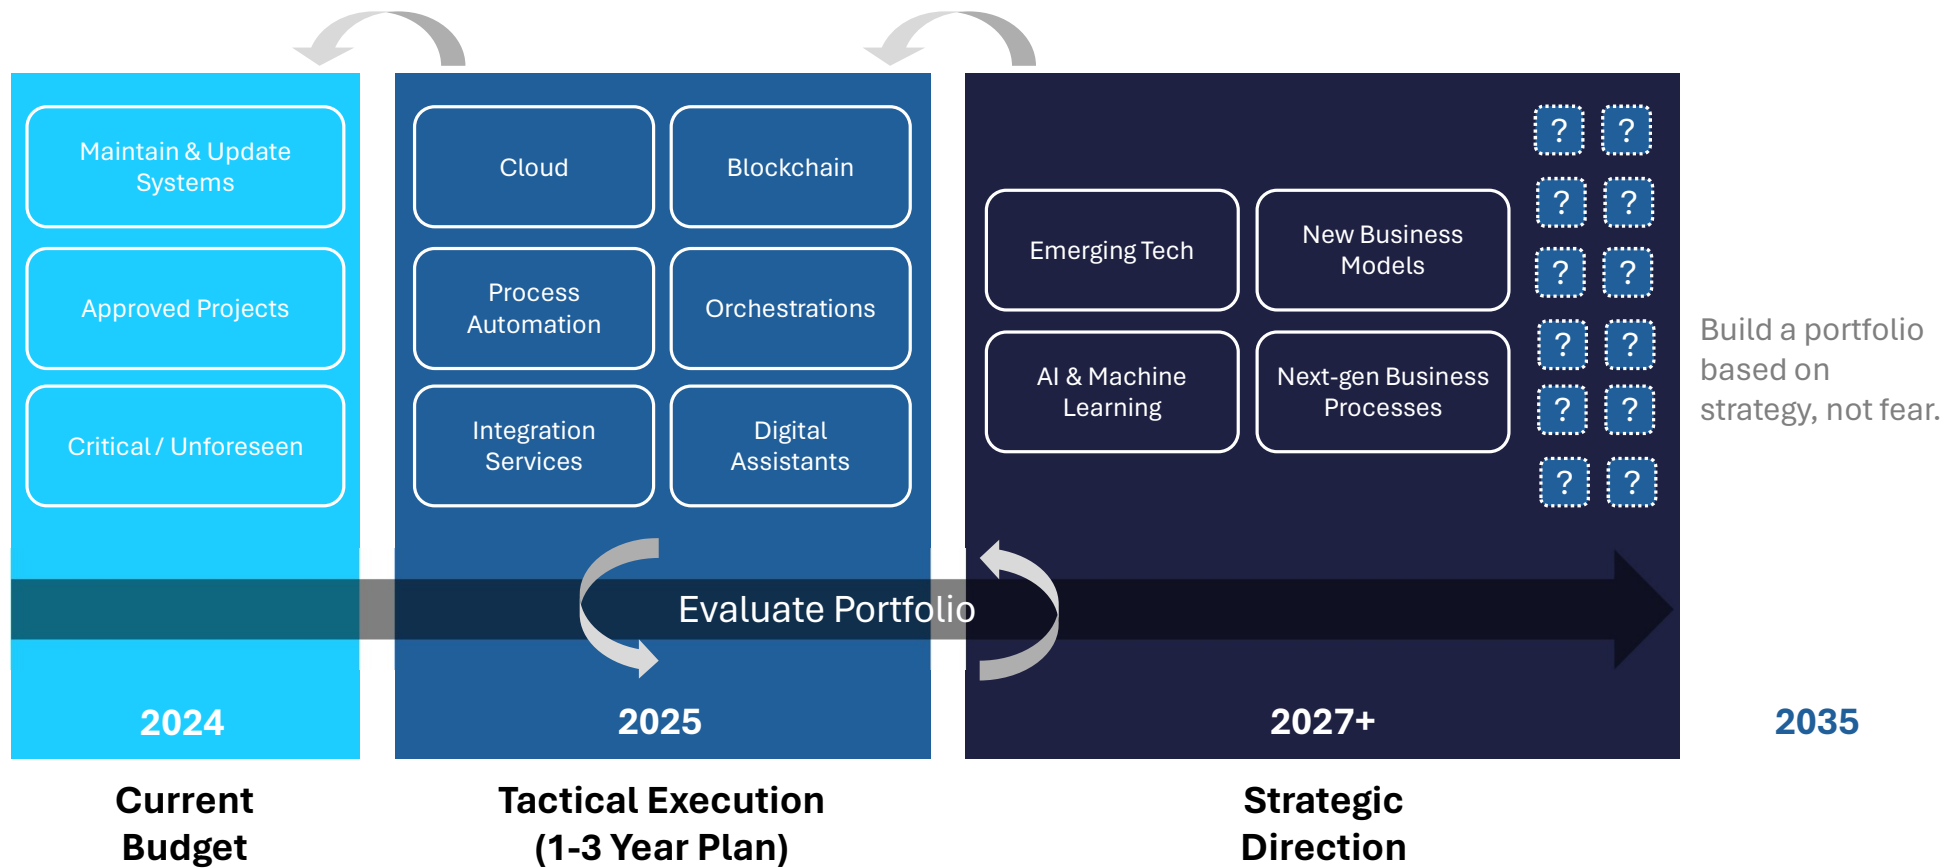 Maintain & Update
Systems
Approved Projects
Critical / Unforeseen
Cloud
Blockchain
Process
Automation
Orchestrations
Integration
Services
Digital
Assistants
Emerging Tech
New Business
Models
AI & Machine
Learning
Next-gen Business
Processes
? ?
? ?
? ?
? ?
? ?
? ?
Build a portfolio
based on
strategy, not fear.
Evaluate Portfolio
2024
2025
2027+
2035
Current
Budget
Tactical Execution
(1-3 Year Plan)
Strategic
Direction